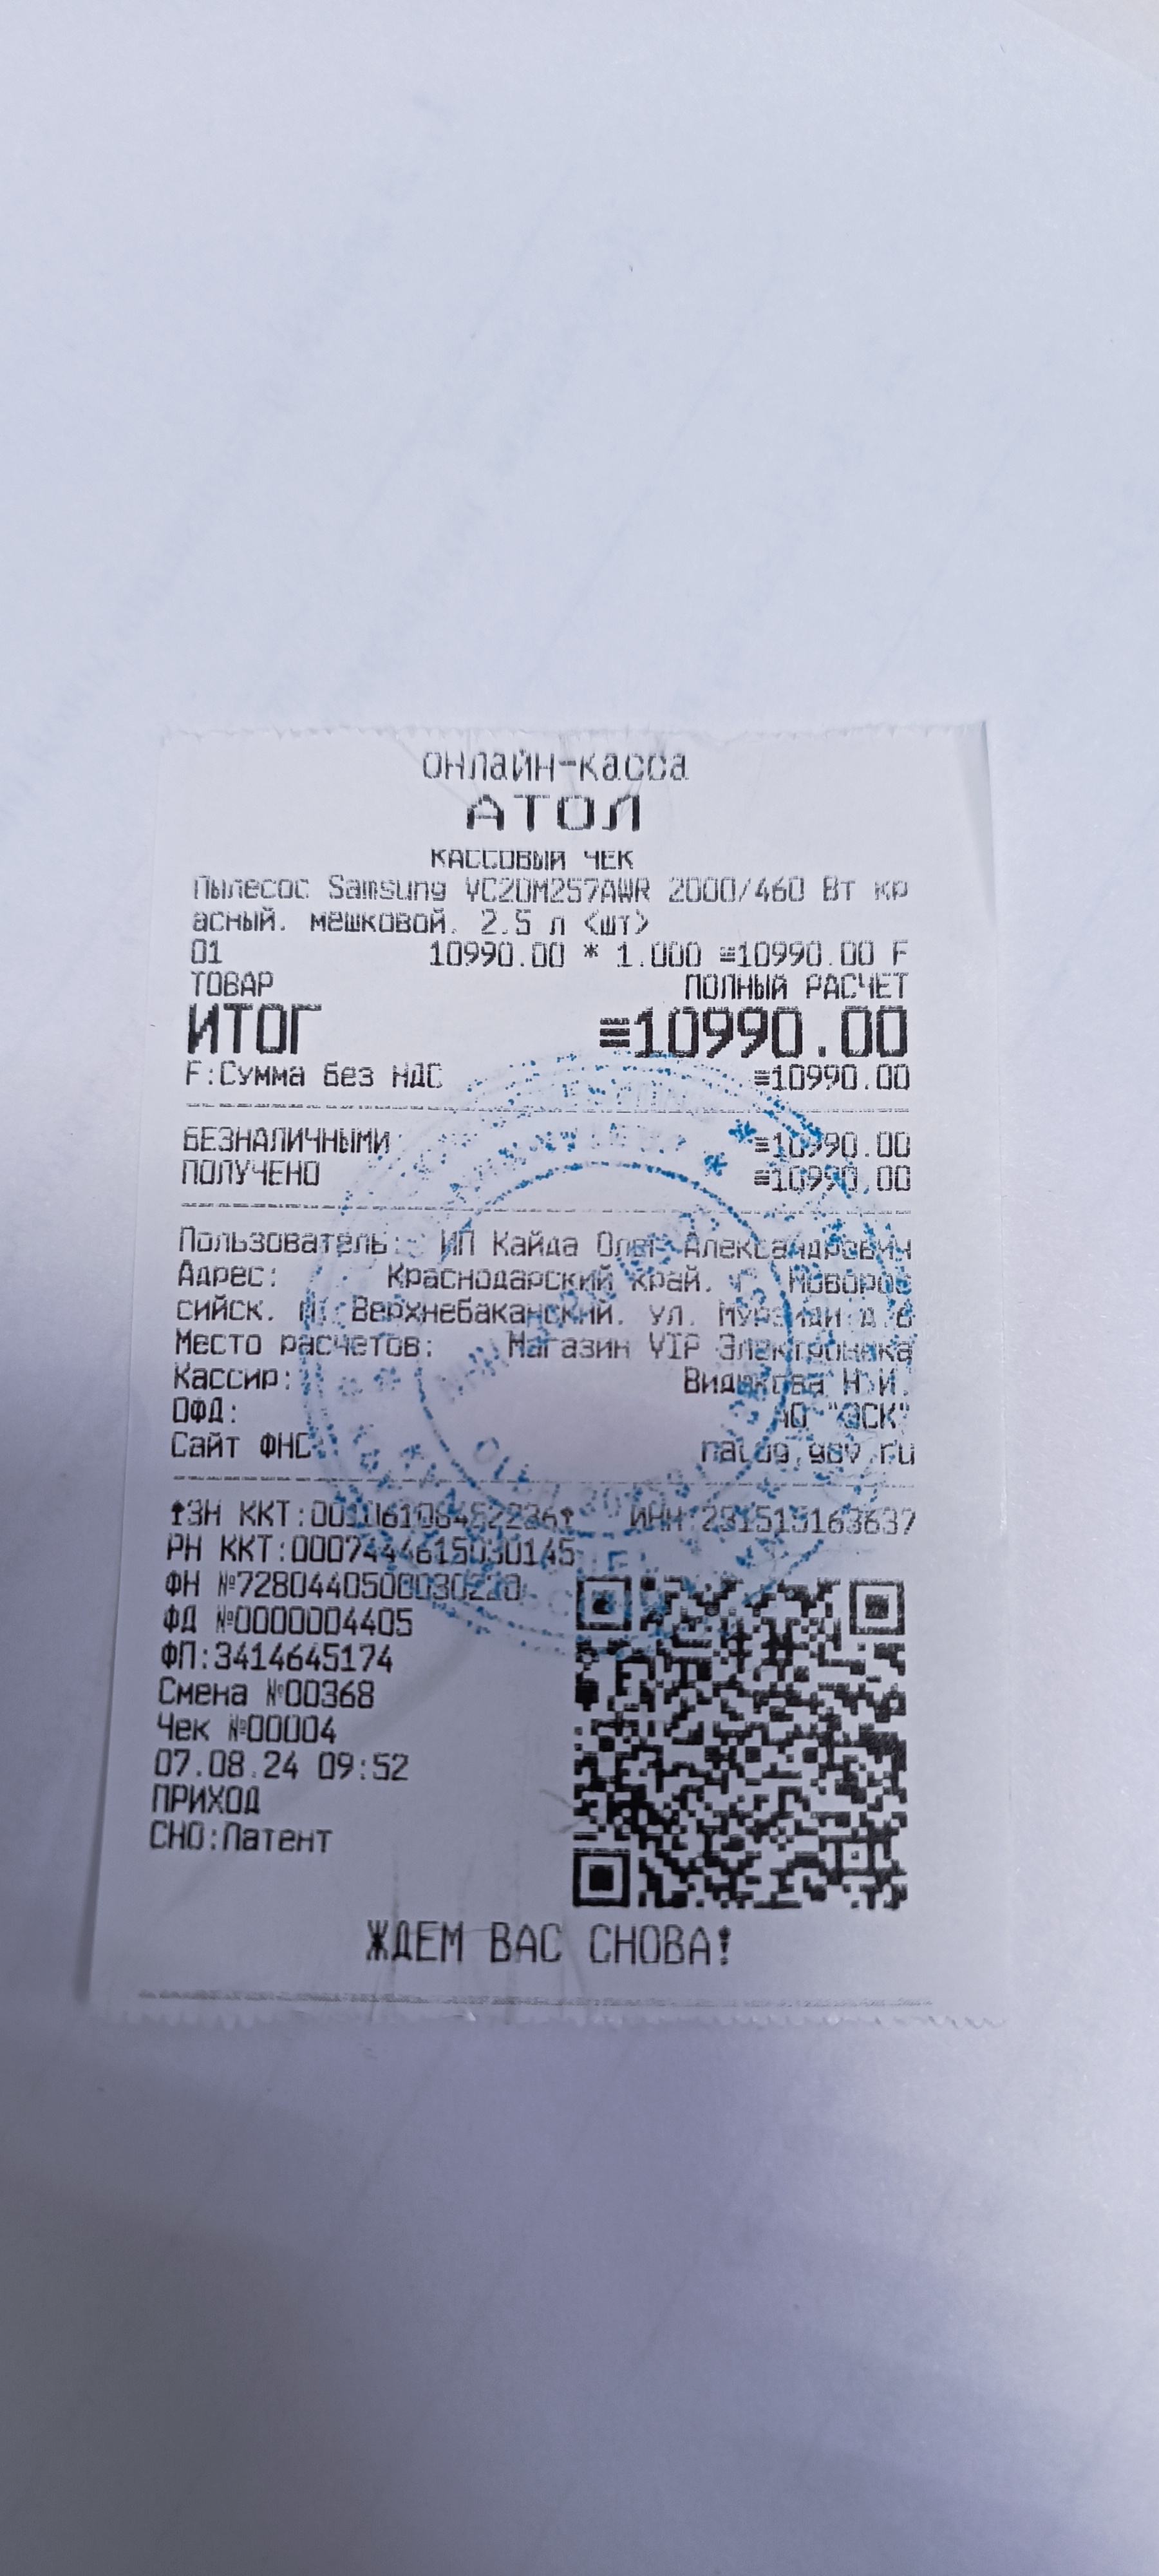 онлайн-касса
АТОЛ
КАССОВЫЙ ЧЕК
Пылесос Samsung VC20M257AWR 2000/460 Вт кр
асный, мешковой, 2.5 л <шт>
01 10990.00 * 1.000 ≡10990.00 F
ТОВАР ПОЛНЫЙ РАСЧЕТ
ИТОГ ≡10990.00
F:Сумма без НДС ≡10990.00
БЕЗНАЛИЧНЫМИ ≡10990.00
ПОЛУЧЕНО ≡10990.00
Пользователь: ИП Кайда Олег Александрович
Адрес: Краснодарский край, г. Новорос
сийск, п. Верхнебаканский, ул.
Место расчетов: Магазин VIP Электроника
Кассир: Н.И.
ОФД: АО "ЭСК"
Сайт ФНС nalog.gov.ru
ЗН ККТ: ИНН:231515163637
РН ККТ:0007444615030145
ФН №
ФД №0000004405
ФП:3414645174
Смена №00368
Чек №00004
07.08.24 09:52
ПРИХОД
СНО:Патент
ЖДЕМ ВАС СНОВА!